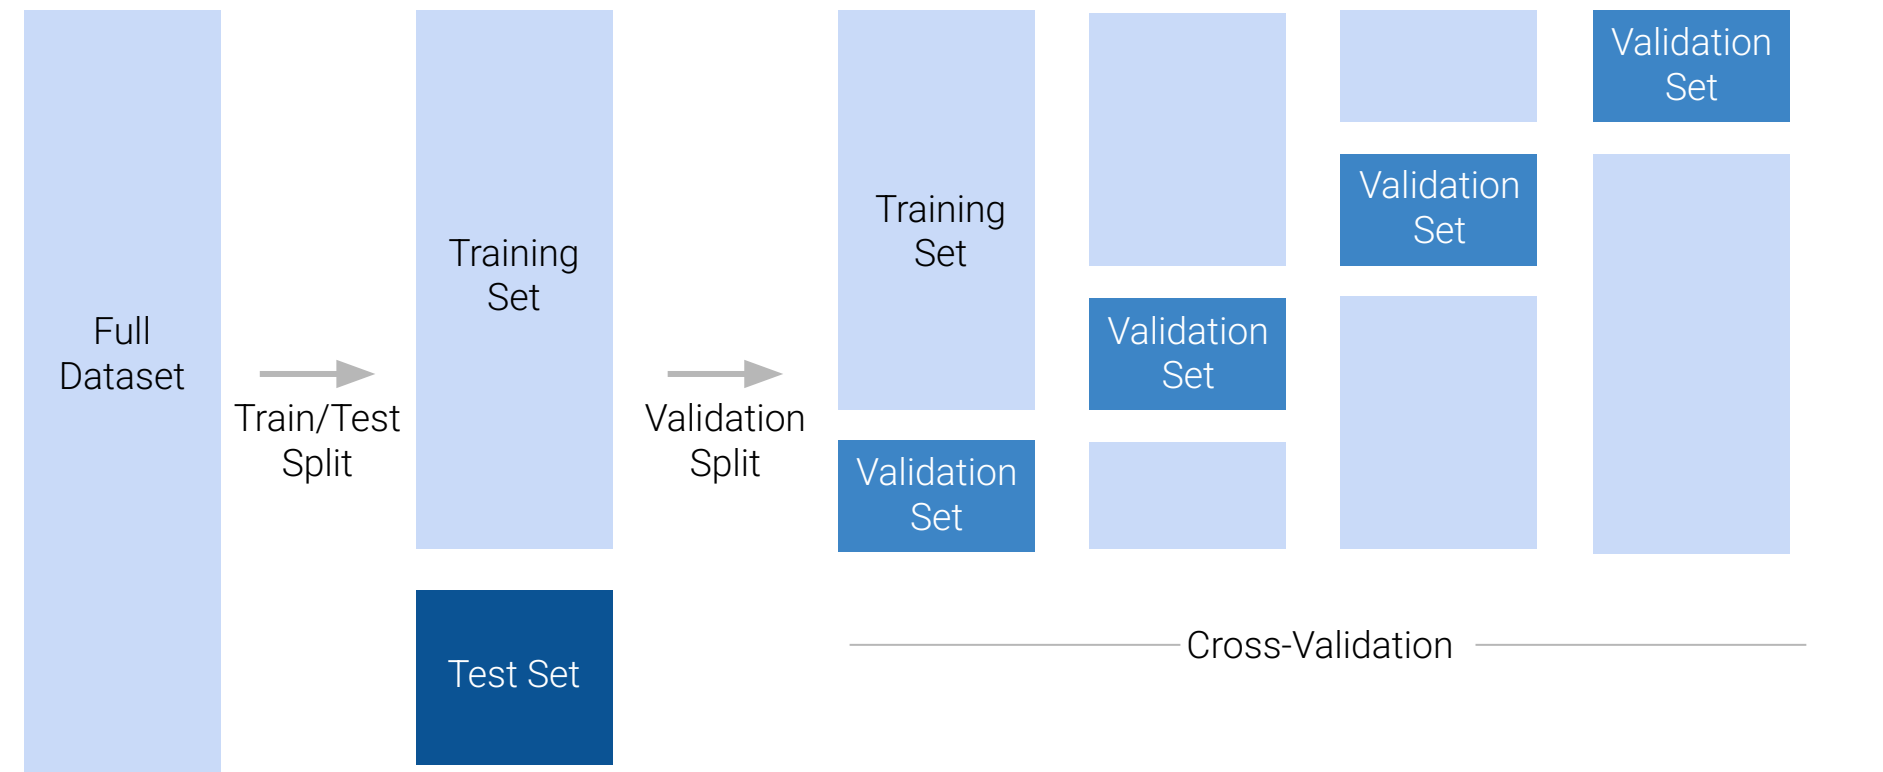 Full
Dataset
Train/Test
Split
Training
Set
Test Set
Validation
Split
Training
Set
Validation
Set
Validation
Set
Validation
Set
Validation
Set
Cross-Validation